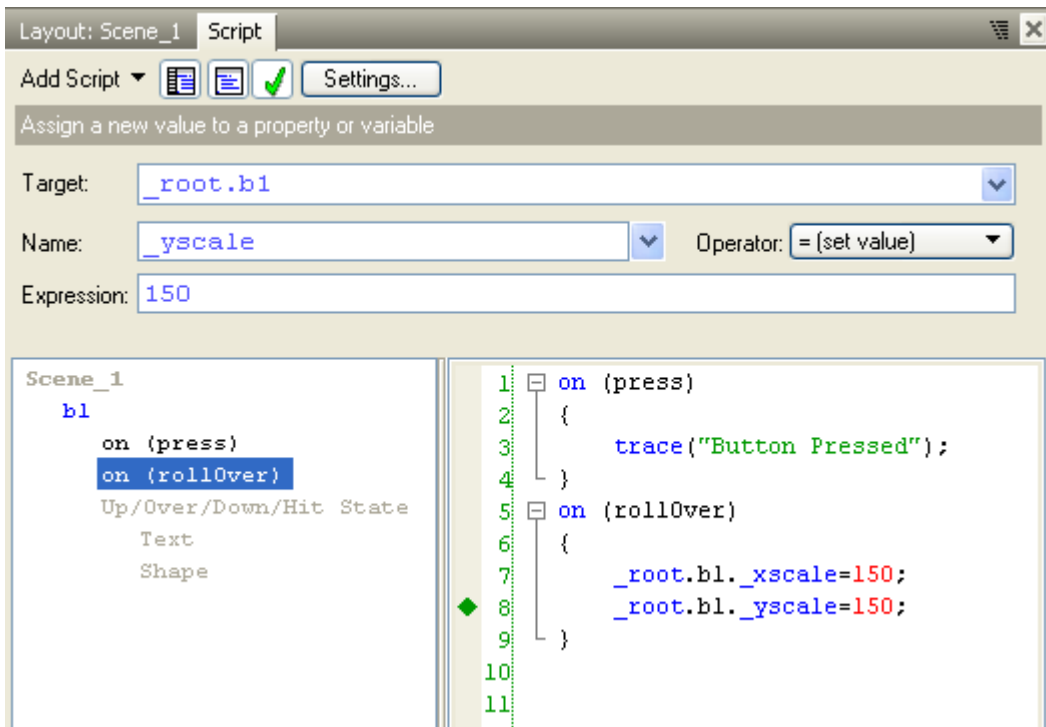 Layout: Scene_1 Script
Add Script Settings...
Assign a new value to a property or variable
Target: _root.b1
Name: _yscale Operator: = (set value)
Expression: 150
Scene_1
b1
on (press)
on (rollOver)
Up/Over/Down/Hit State
Text
Shape
1 on (press)
2 {
3 trace("Button Pressed");
4 }
5 on (rollOver)
6 {
7 _root.b1._xscale=150;
8 _root.b1._yscale=150;
9 }
10
11